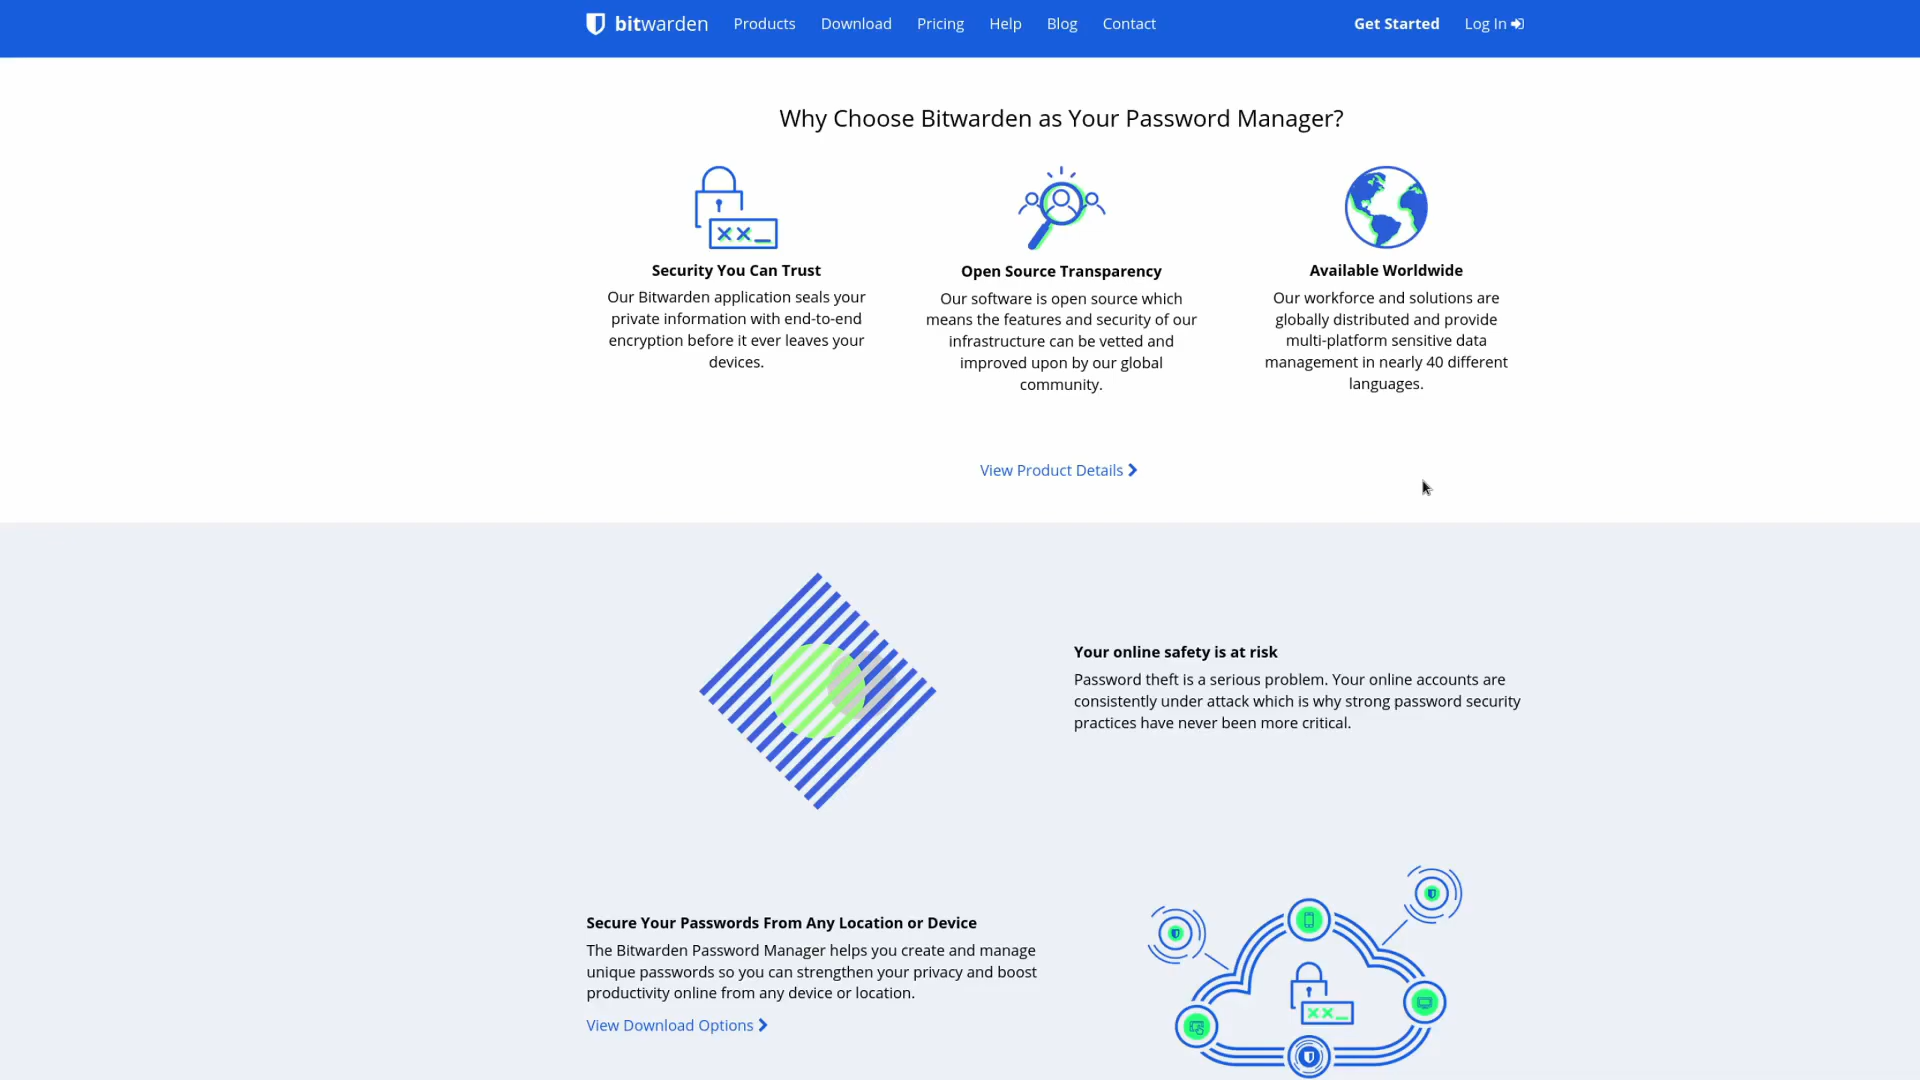 bitwarden Products Download Pricing Help Blog Contact Get Started Log In
Why Choose Bitwarden as Your Password Manager?
Security You Can Trust
Our Bitwarden application seals your
private information with end-to-end
encryption before it ever leaves your
devices.
Open Source Transparency
Our software is open source which
means the features and security of our
infrastructure can be vetted and
improved upon by our global
community.
Available Worldwide
Our workforce and solutions are
globally distributed and provide
multi-platform sensitive data
management in nearly 40 different
languages.
View Product Details
Your online safety is at risk
Password theft is a serious problem. Your online accounts are
consistently under attack which is why strong password security
practices have never been more critical.
Secure Your Passwords From Any Location or Device
The Bitwarden Password Manager helps you create and manage
unique passwords so you can strengthen your privacy and boost
productivity online from any device or location.
View Download Options